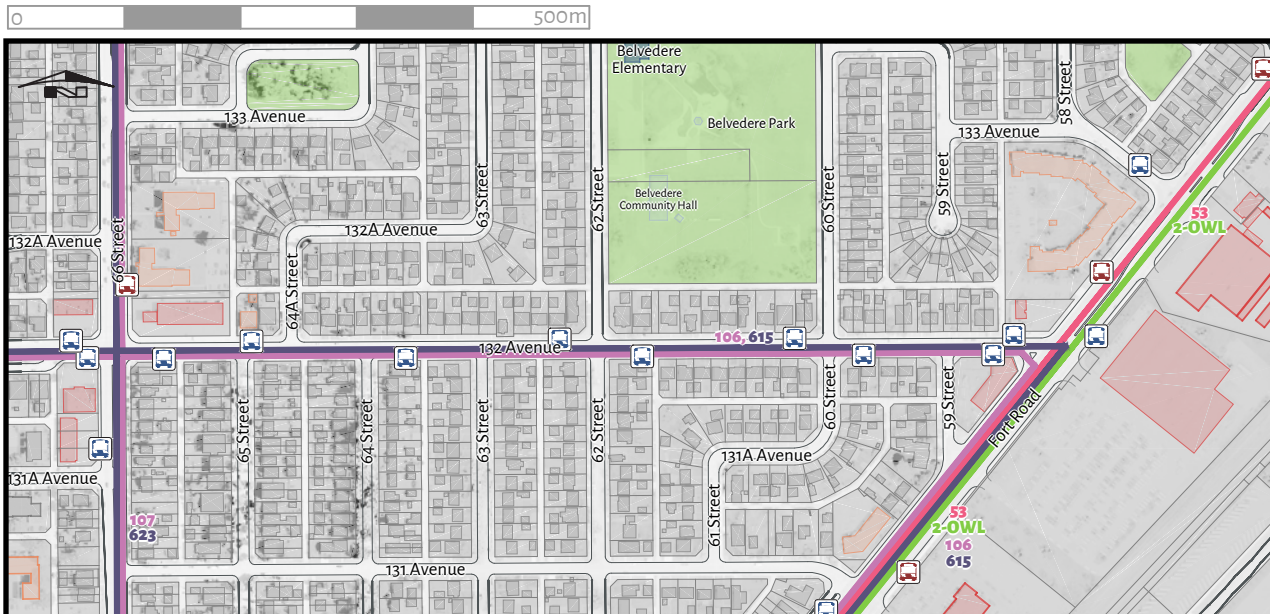 0 500m
Belvedere
Elementary
58 Street
133 Avenue
Belvedere Park
133 Avenue
63 Street
62 Street
Belvedere
Community Hall
60 Street
59 Street
53
2-OWL
132A Avenue
66 Street
132A Avenue
64A Street
106, 615
132 Avenue
65 Street
64 Street
63 Street
62 Street
60 Street
59 Street
Fort Road
131A Avenue
131A Avenue
61 Street
107
623
53
2-OWL
106
615
131 Avenue